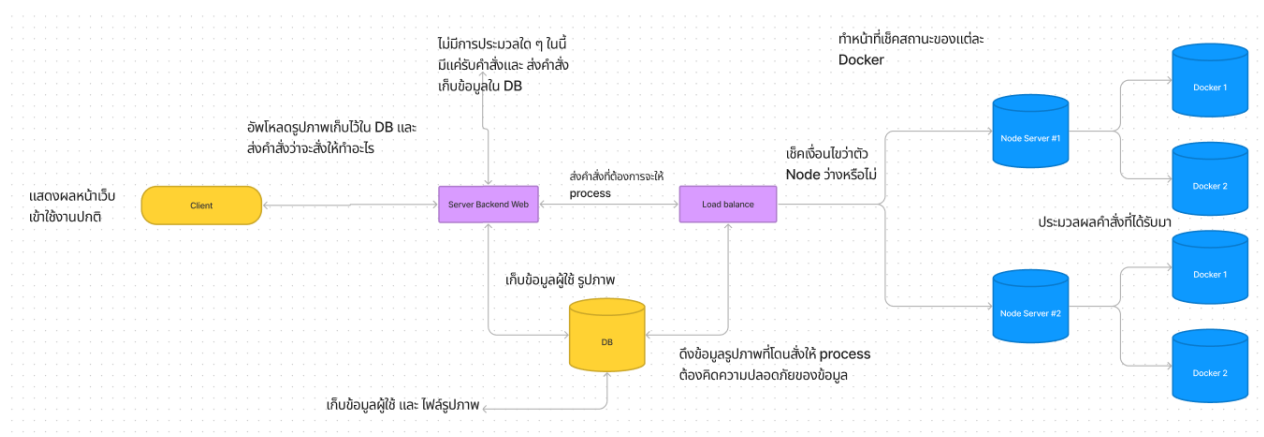 ไม่มีการประมวลใด ๆ ในนี้
มีแค่รับคำสั่งและ ส่งคำสั่ง
เก็บข้อมูลใน DB
ทำหน้าที่เช็คสถานะของแต่ละ
Docker
อัพโหลดรูปภาพเก็บไว้ใน DB และ
ส่งคำสั่งว่าจะสั่งให้ทำอะไร
แสดงผลหน้าเว็บ
เข้าใช้งานปกติ
Client
Server Backend Web
ส่งคำสั่งที่ต้องการจะให้
process
Load balance
เช็คเงื่อนไขว่าตัว
Node ว่างหรือไม่
Node Server #1
Docker 1
Docker 2
ประมวลผลคำสั่งที่ได้รับมา
Node Server #2
Docker 1
Docker 2
เก็บข้อมูลผู้ใช้ รูปภาพ
DB
ดึงข้อมูลรูปภาพที่โดนสั่งให้ process
ต้องคิดความปลอดภัยของข้อมูล
เก็บข้อมูลผู้ใช้ และ ไฟล์รูปภาพ